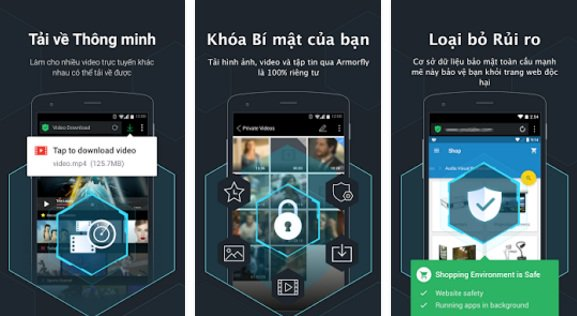 Tải về Thông minh
Làm cho nhiều video trực tuyến khác
nhau có thể tải về được
Video Download
Tap to download video
video.mp4 (125.7MB)
Khóa Bí mật của bạn
Tải hình ảnh, video và tập tin qua Armorfly
là 100% riêng tư
Private Videos
Loại bỏ Rủi ro
Cơ sở dữ liệu bảo mật toàn cầu mạnh
mẽ này bảo vệ bạn khỏi trang web độc
hại
Shop
Shopping Environment is Safe
Website safety
Running apps in background